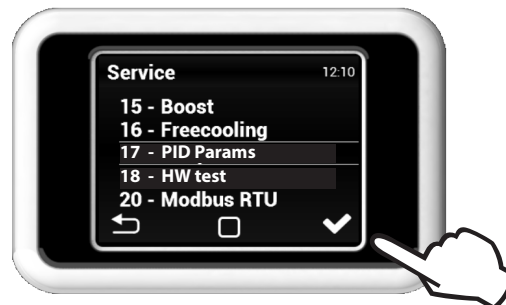 Service 12:10
15 - Boost
16 - Freecooling
17 - PID Params
18 - HW test
20 - Modbus RTU